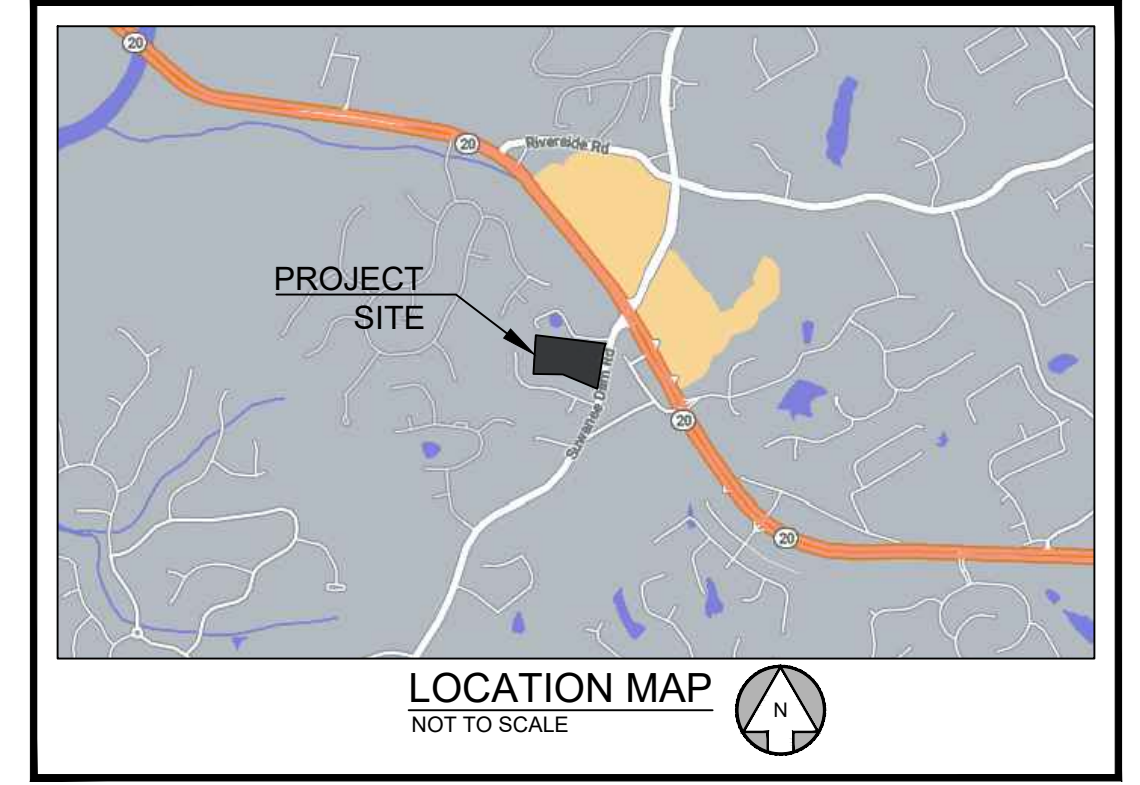 20
20
Riverside Rd
PROJECT
SITE
Suwanee Dam Rd
20
20
LOCATION MAP
NOT TO SCALE
N